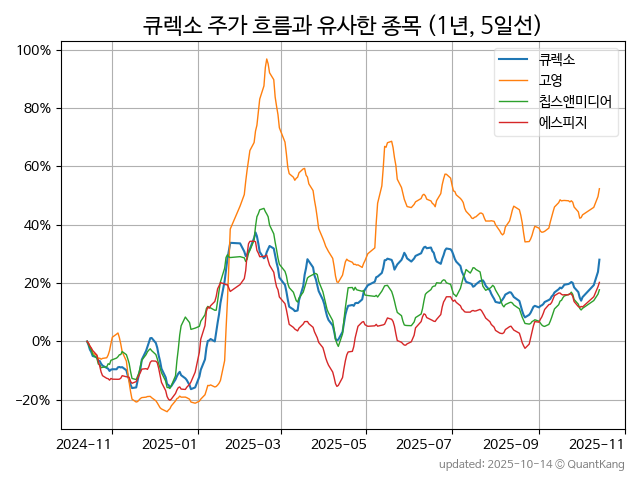 큐렉소 주가 흐름과 유사한 종목 (1년, 5일선)
100%
80%
60%
40%
20%
0%
−20%
큐렉소
고영
칩스앤미디어
에스피지
2024-11
2025-01
2025-03
2025-05
2025-07
2025-09
2025-11
updated: 2025-10-14 © QuantKang